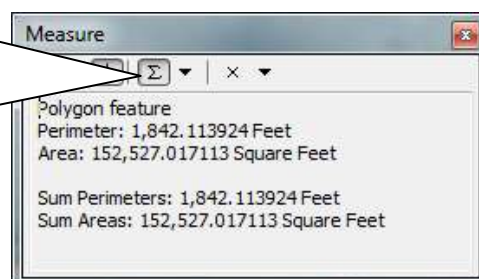 Measure
Σ
Polygon feature
Perimeter: 1,842.113924 Feet
Area: 152,527.017113 Square Feet
Sum Perimeters: 1,842.113924 Feet
Sum Areas: 152,527.017113 Square Feet